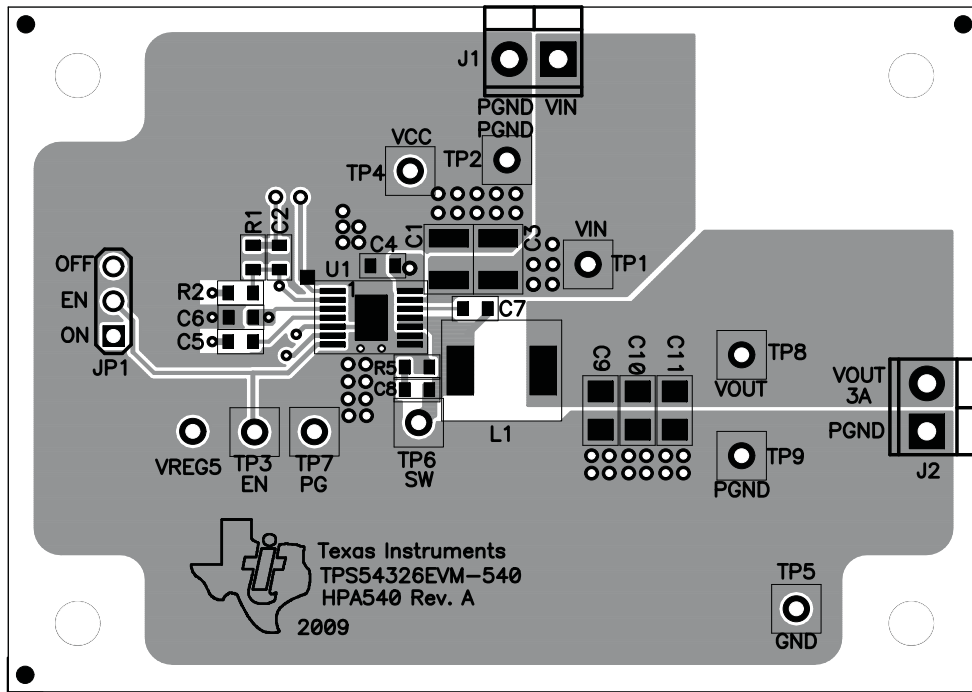 J1
PGND VIN
PGND
VCC
TP4
TP2
R1
C2
C1
C3
C4
VIN
TP1
U1
1
OFF
EN
ON
JP1
R2
C6
C5
C7
R5
C8
L1
C9
C10
C11
TP8
VOUT
VOUT
3A
PGND
J2
TP9
PGND
VREG5
TP3
EN
TP7
PG
TP6
SW
Texas Instruments
TPS54326EVM-540
HPA540 Rev. A
2009
TP5
GND